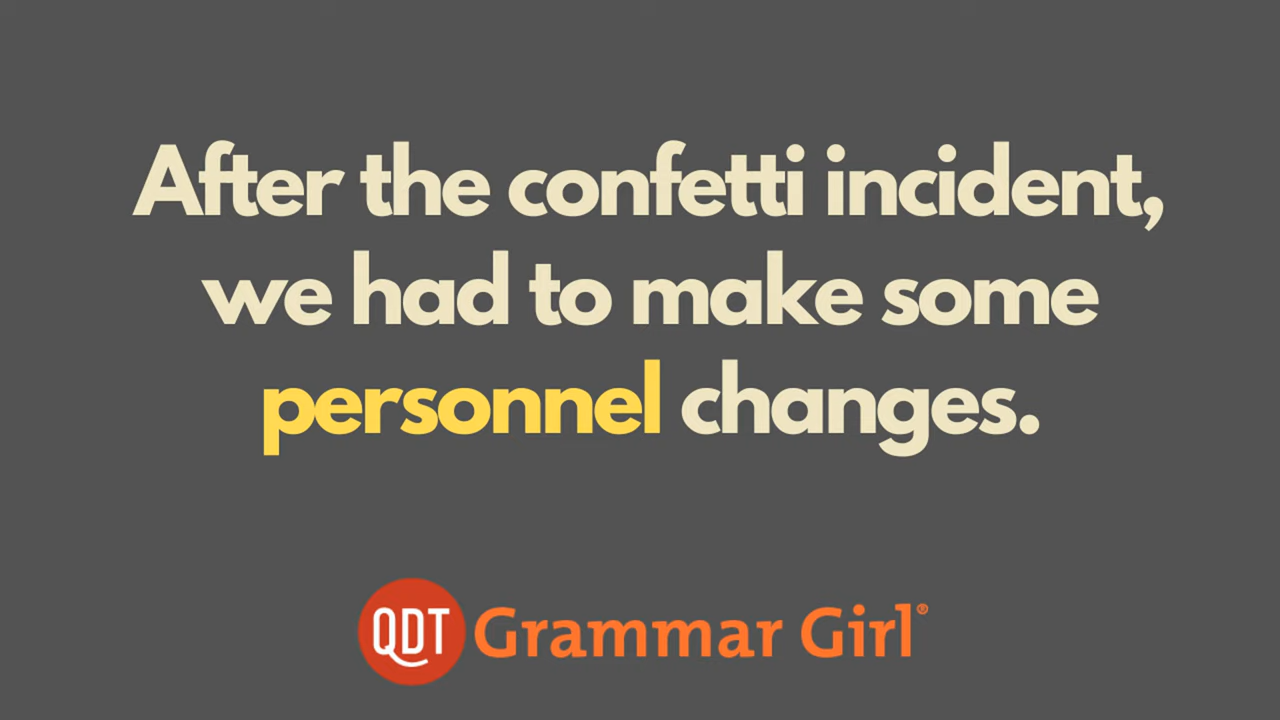 After the confetti incident,
we had to make some
personnel changes.
QDT Grammar Girl®